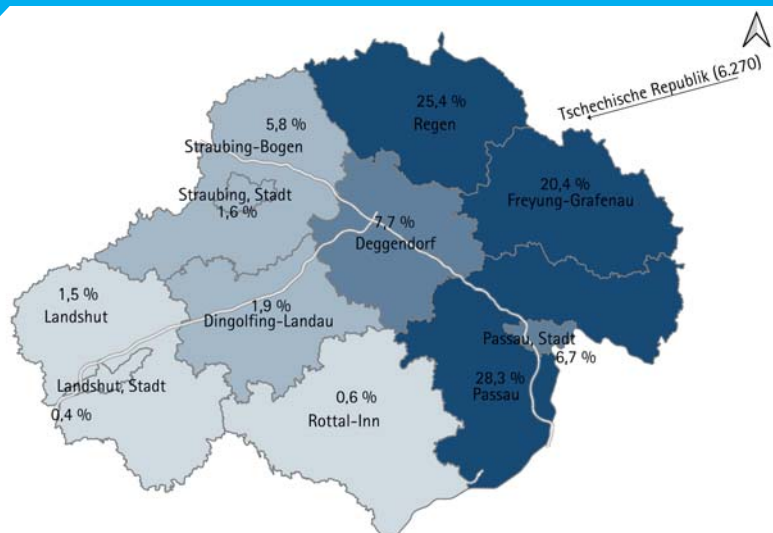 Tschechische Republik (6.270)
25,4 %
Regen
5,8 %
Straubing-Bogen
Straubing, Stadt
1,6 %
20,4 %
Freyung-Grafenau
7,7 %
Deggendorf
1,5 %
Landshut
1,9 %
Dingolfing-Landau
Passau, Stadt
6,7 %
28,3 %
Passau
Landshut, Stadt
0,4 %
0,6 %
Rottal-Inn